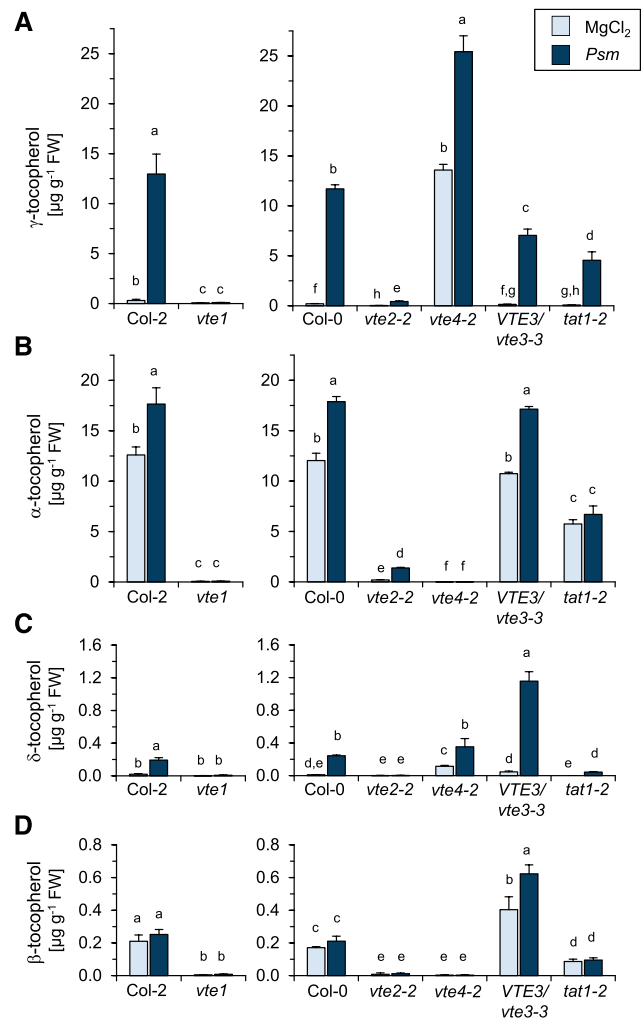 A
MgCl2
Psm
γ-tocopherol
[µg g-1 FW]
25
20
15
10
5
0
a
b
c c
Col-2 vte1
25
20
15
10
5
0
f b h e b a f,g c g,h d
Col-0 vte2-2 vte4-2 VTE3/ tat1-2
vte3-3
B
α-tocopherol
[µg g-1 FW]
20
15
10
5
0
b a c c
Col-2 vte1
20
15
10
5
0
b a e d f f b a c c
Col-0 vte2-2 vte4-2 VTE3/ tat1-2
vte3-3
C
δ-tocopherol
[µg g-1 FW]
1.6
1.2
0.8
0.4
0.0
b a b b
Col-2 vte1
1.6
1.2
0.8
0.4
0.0
d,e b e e c b d a e d
Col-0 vte2-2 vte4-2 VTE3/ tat1-2
vte3-3
D
β-tocopherol
[µg g-1 FW]
0.8
0.6
0.4
0.2
0.0
a a b b
Col-2 vte1
0.8
0.6
0.4
0.2
0.0
c c e e e e b a d d
Col-0 vte2-2 vte4-2 VTE3/ tat1-2
vte3-3